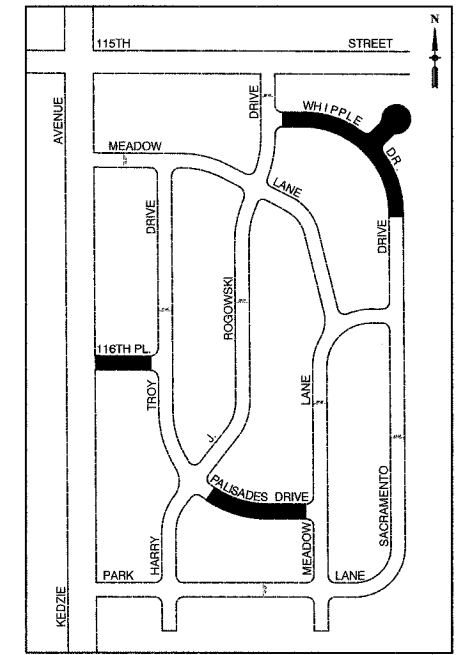 N
115TH STREET
AVENUE
DRIVE
WHIPPLE DR.
MEADOW LANE
DRIVE
DRIVE
ROGOWSKI
116TH PL.
TROY
LANE
J.
PALISADES DRIVE
SACRAMENTO
HARRY
MEADOW
PARK LANE
KEDZIE